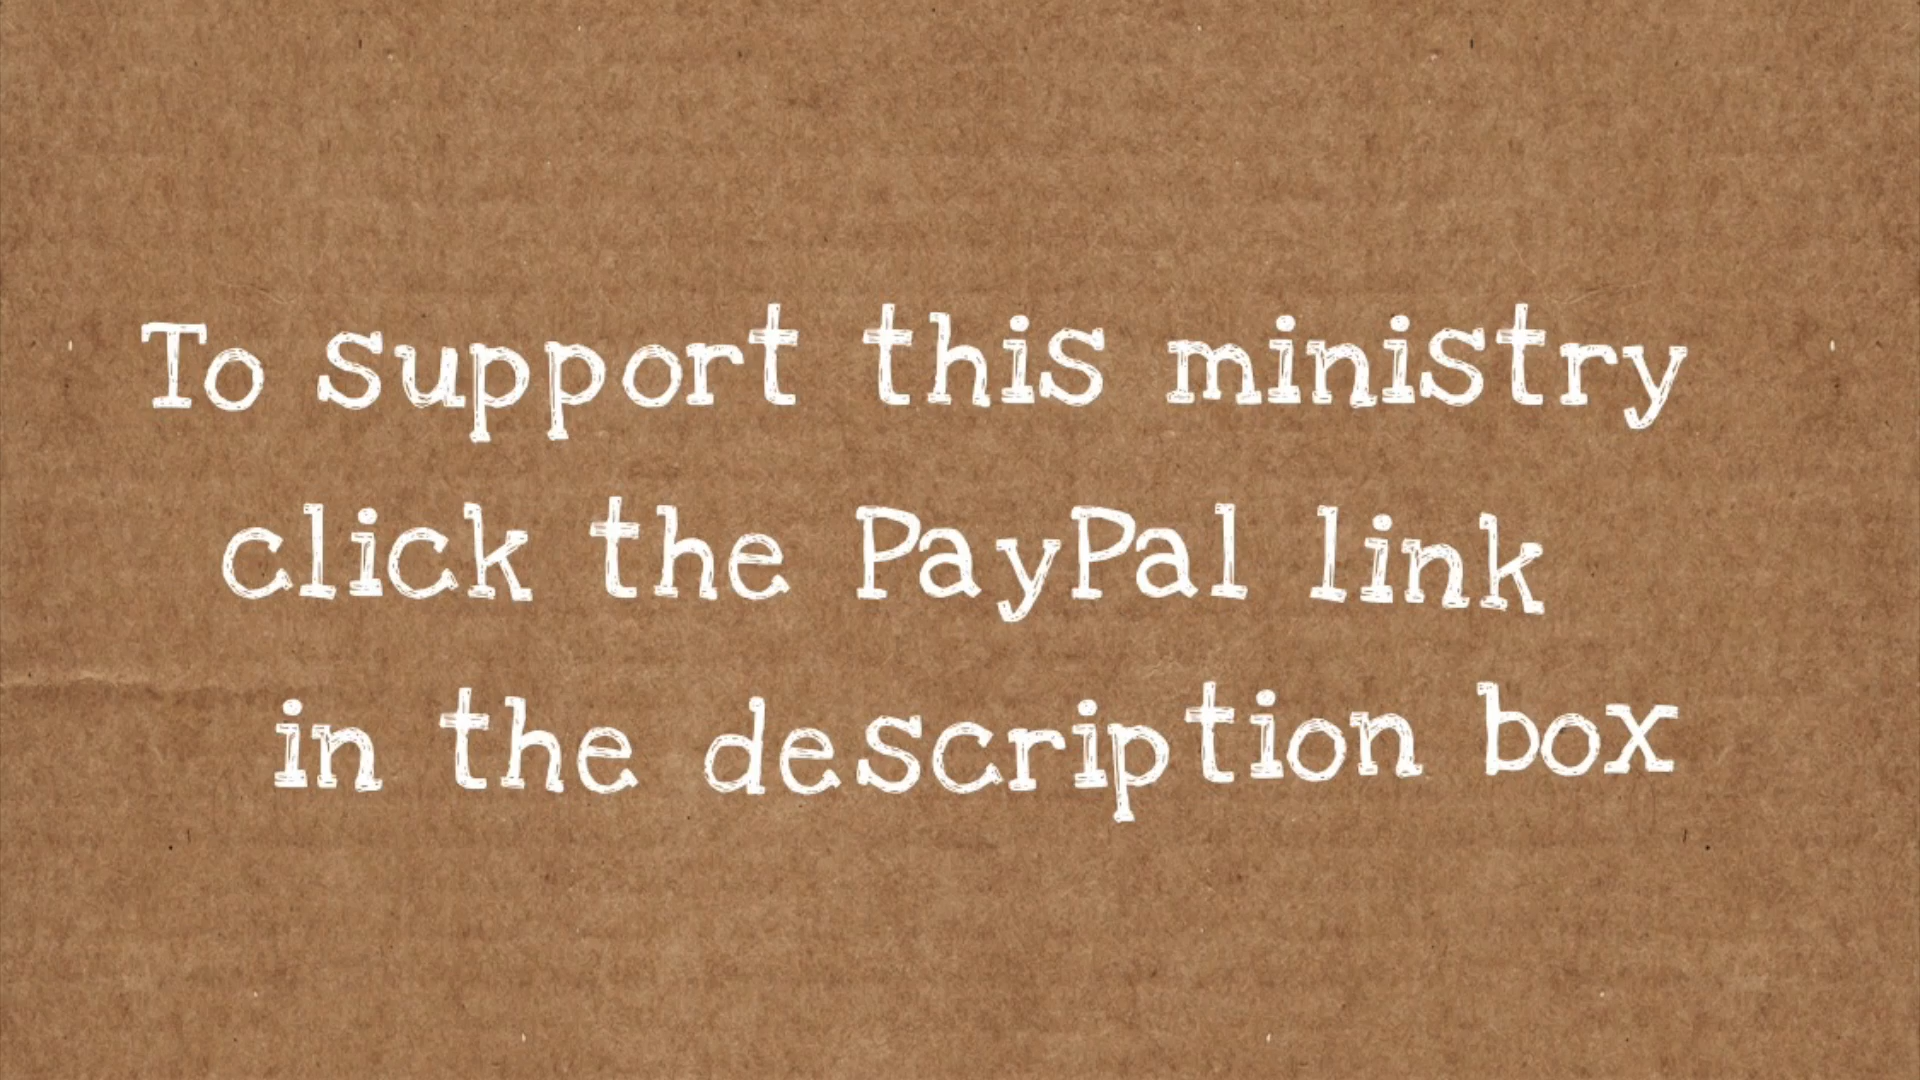 To support this ministry
click the PayPal link
in the description box